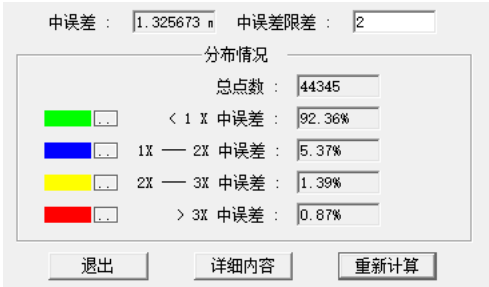 中误差 : 1.325673 m 中误差限差 : 2
分布情况
总点数 : 44345
.. < 1 X 中误差 : 92.36%
.. 1X — 2X 中误差 : 5.37%
.. 2X — 3X 中误差 : 1.39%
.. > 3X 中误差 : 0.87%
退出 详细内容 重新计算